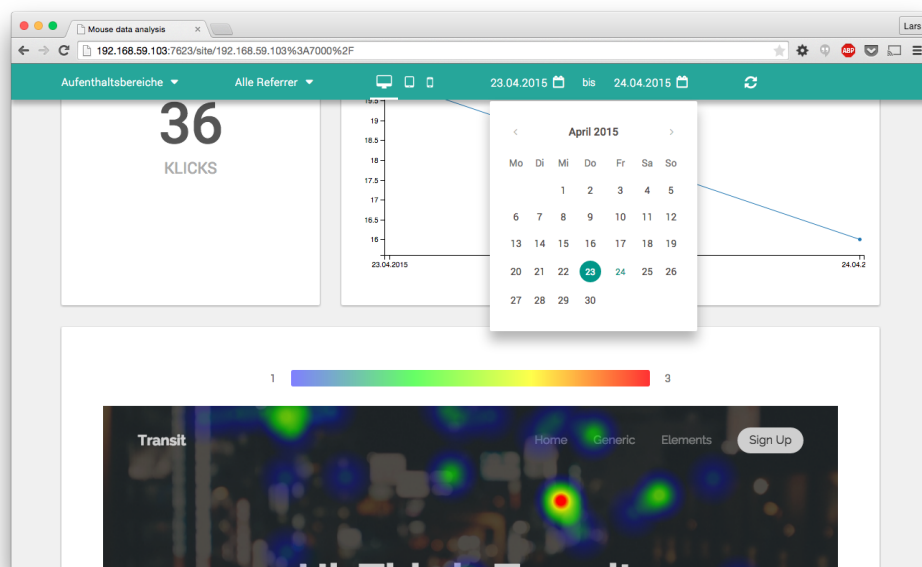 Mouse data analysis
Lars
192.168.59.103:7623/site/192.168.59.103%3A7000%2F
ABP
Aufenthaltsbereiche
Alle Referrer
23.04.2015
bis
24.04.2015
36
KLICKS
19.5
19
18.5
18
17.5
17
16.5
16
23.04.2015
24.04.2
April 2015
Mo Di Mi Do Fr Sa So
1 2 3 4 5
6 7 8 9 10 11 12
13 14 15 16 17 18 19
20 21 22 23 24 25 26
27 28 29 30
1
3
Transit
Home
Generic
Elements
Sign Up